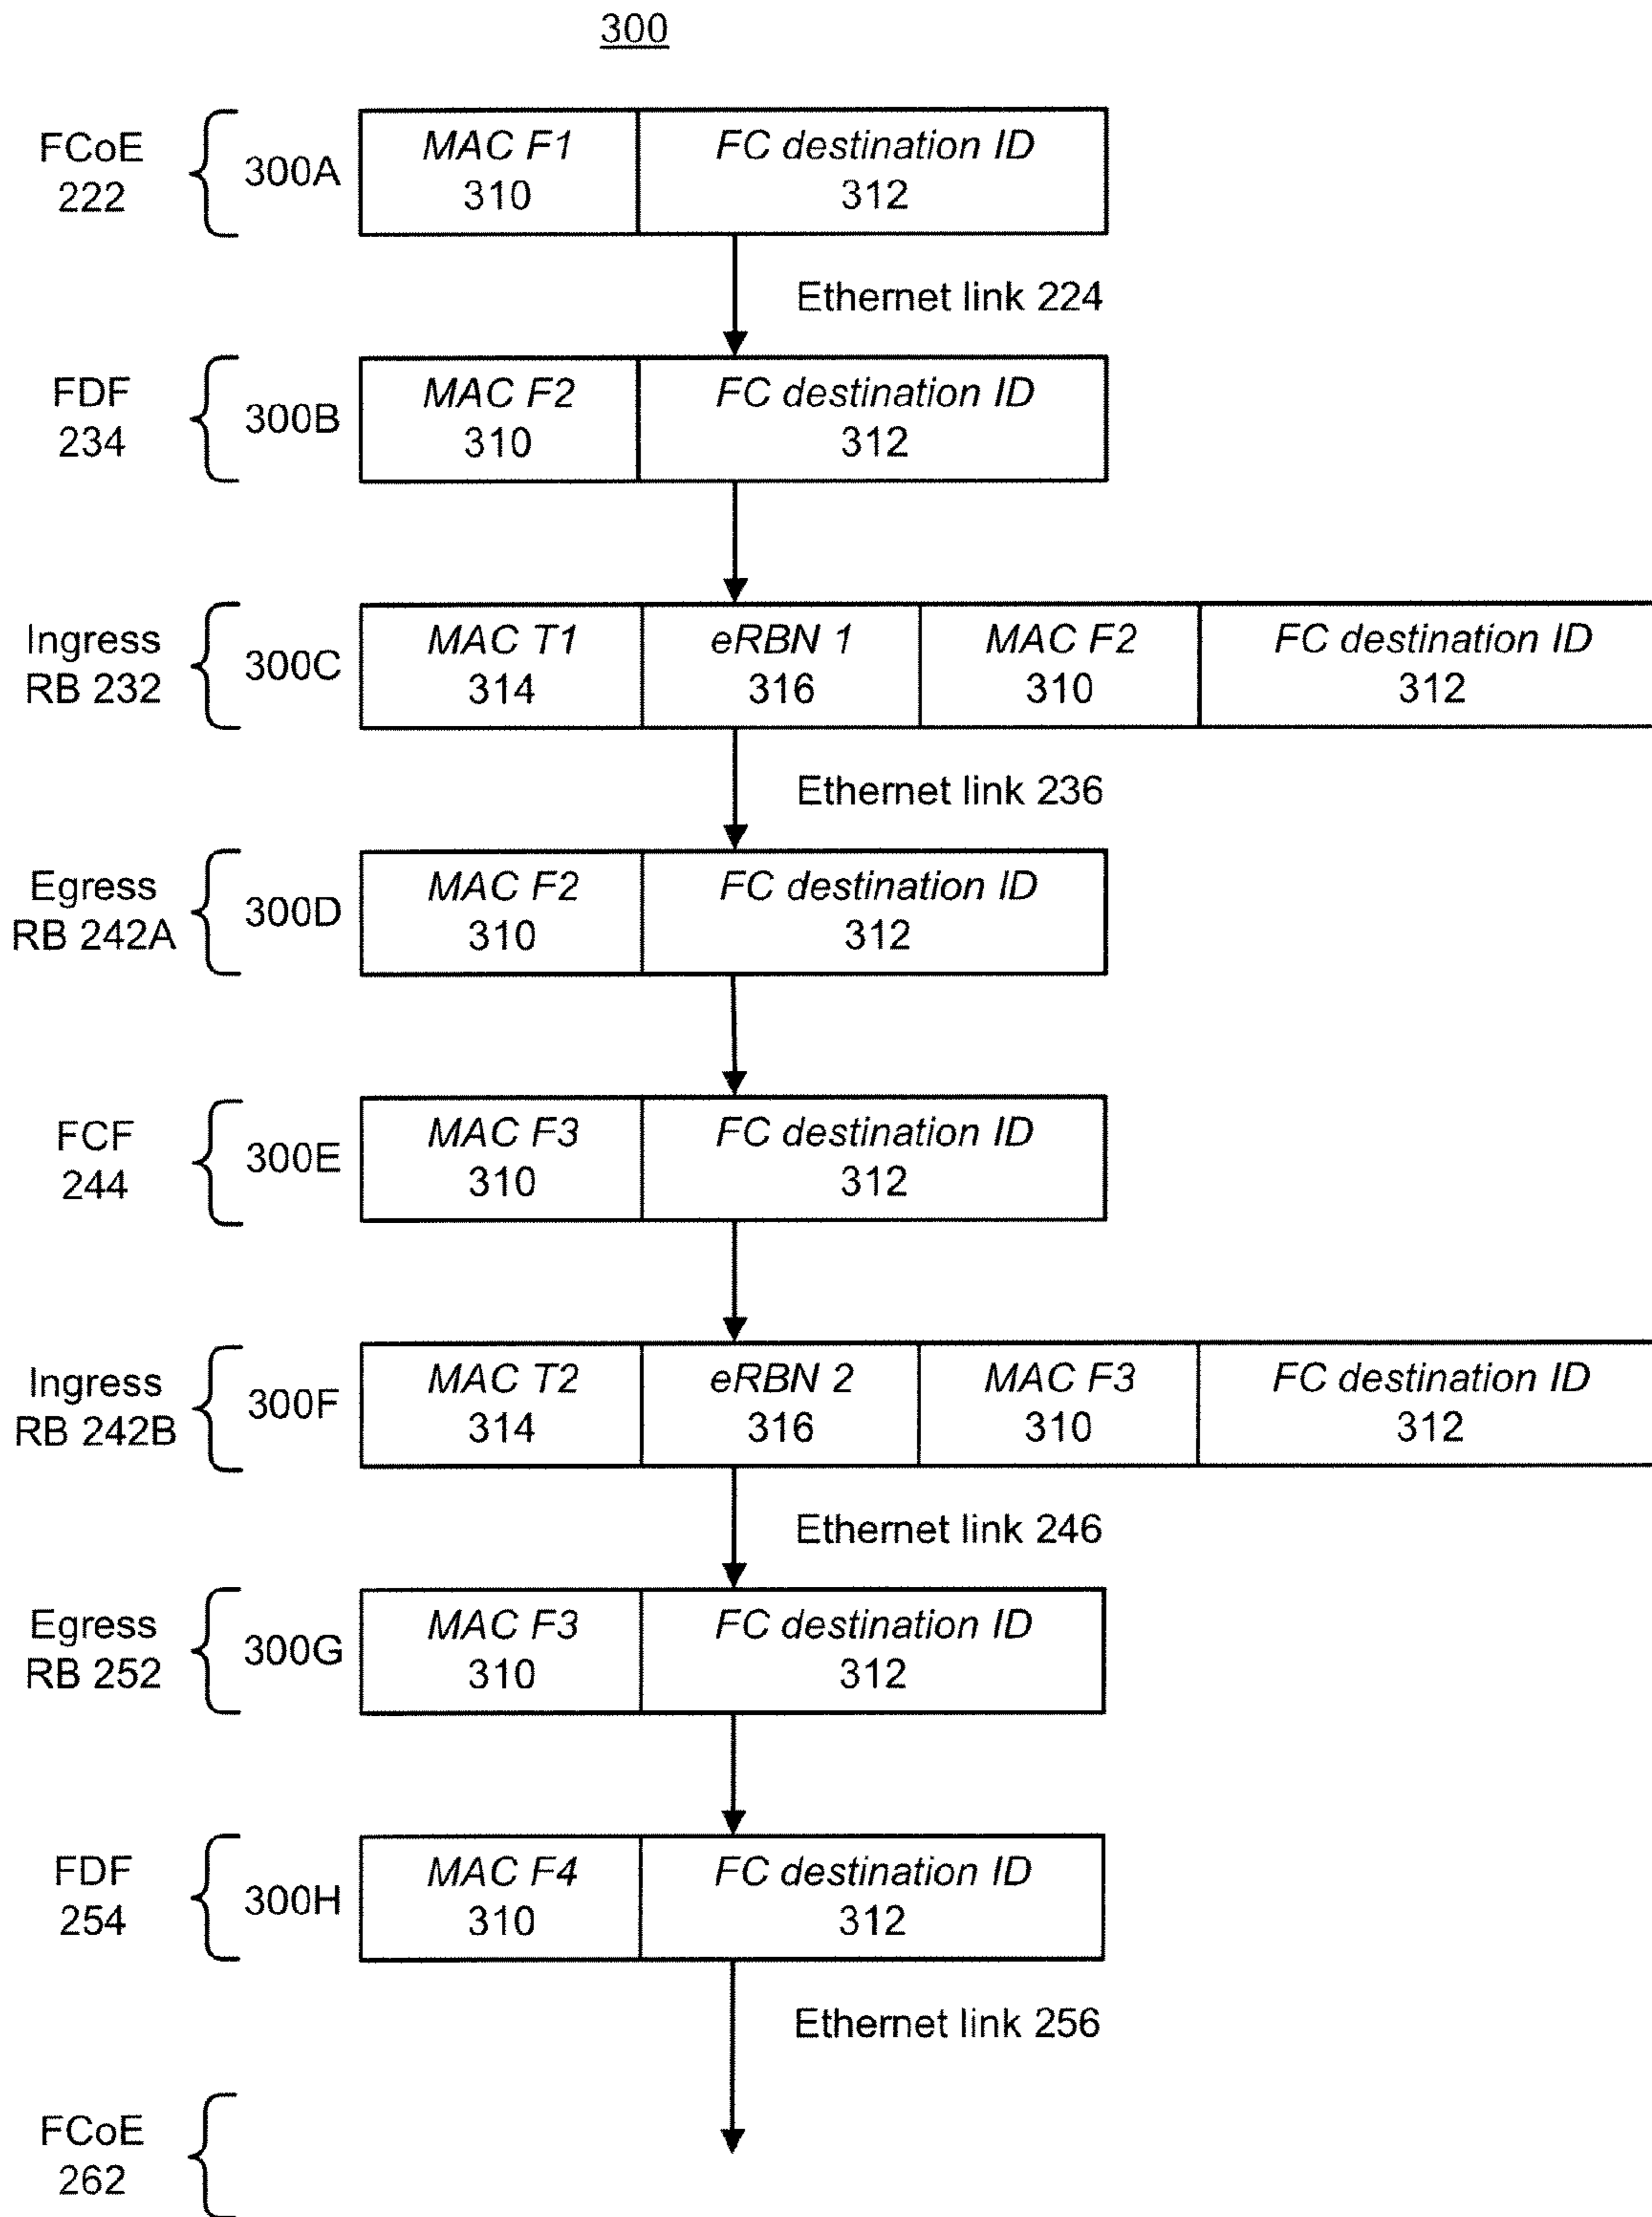 300
FCoE
222
300A
MAC F1
310
FC destination ID
312
Ethernet link 224
FDF
234
300B
MAC F2
310
FC destination ID
312
Ingress
RB 232
300C
MAC T1
314
eRBN 1
316
MAC F2
310
FC destination ID
312
Ethernet link 236
Egress
RB 242A
300D
MAC F2
310
FC destination ID
312
FCF
244
300E
MAC F3
310
FC destination ID
312
Ingress
RB 242B
300F
MAC T2
314
eRBN 2
316
MAC F3
310
FC destination ID
312
Ethernet link 246
Egress
RB 252
300G
MAC F3
310
FC destination ID
312
FDF
254
300H
MAC F4
310
FC destination ID
312
Ethernet link 256
FCoE
262